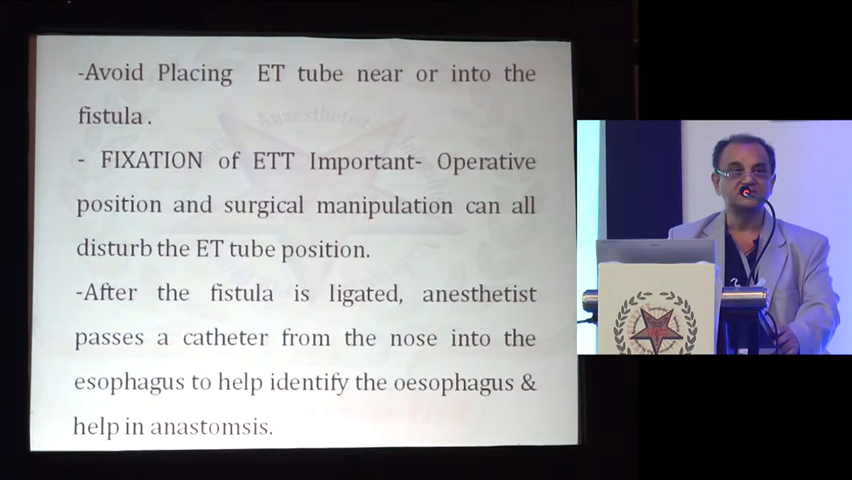 -Avoid Placing ET tube near or into the
fistula .
- FIXATION of ETT Important- Operative
position and surgical manipulation can all
disturb the ET tube position.
-After the fistula is ligated, anesthetist
passes a catheter from the nose into the
esophagus to help identify the oesophagus &
help in anastomsis.
Anaesthetist